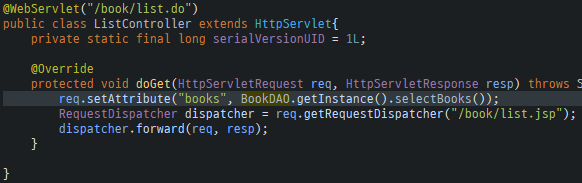 @WebServlet("/book/list.do")
public class ListController extends HttpServlet{
private static final long serialVersionUID = 1L;
@Override
protected void doGet(HttpServletRequest req, HttpServletResponse resp) throws S
req.setAttribute("books", BookDAO.getInstance().selectBooks());
RequestDispatcher dispatcher = req.getRequestDispatcher("/book/list.jsp");
dispatcher.forward(req, resp);
}
}